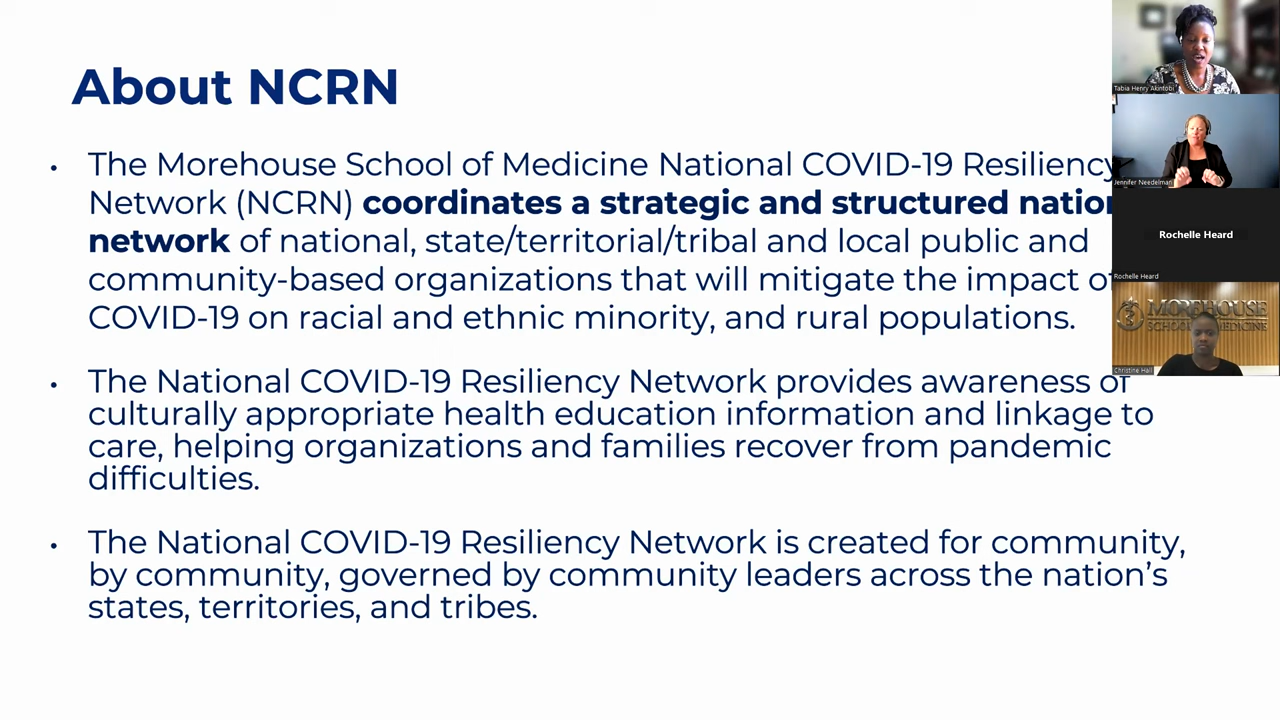 About NCRN
• The Morehouse School of Medicine National COVID-19 Resiliency
Network (NCRN) coordinates a strategic and structured
network of national, state/territorial/tribal and local public and
community-based organizations that will mitigate the impact of
COVID-19 on racial and ethnic minority, and rural populations.
• The National COVID-19 Resiliency Network provides awareness of
culturally appropriate health education information and linkage to
care, helping organizations and families recover from pandemic
difficulties.
• The National COVID-19 Resiliency Network is created for community,
by community, governed by community leaders across the nation’s
states, territories, and tribes.
Tabia Henry Akintobi
Jennifer Needelman
Rochelle Heard
Rochelle Heard
MOREHOUSE
SCHOOL OF MEDICINE
Christine Hall